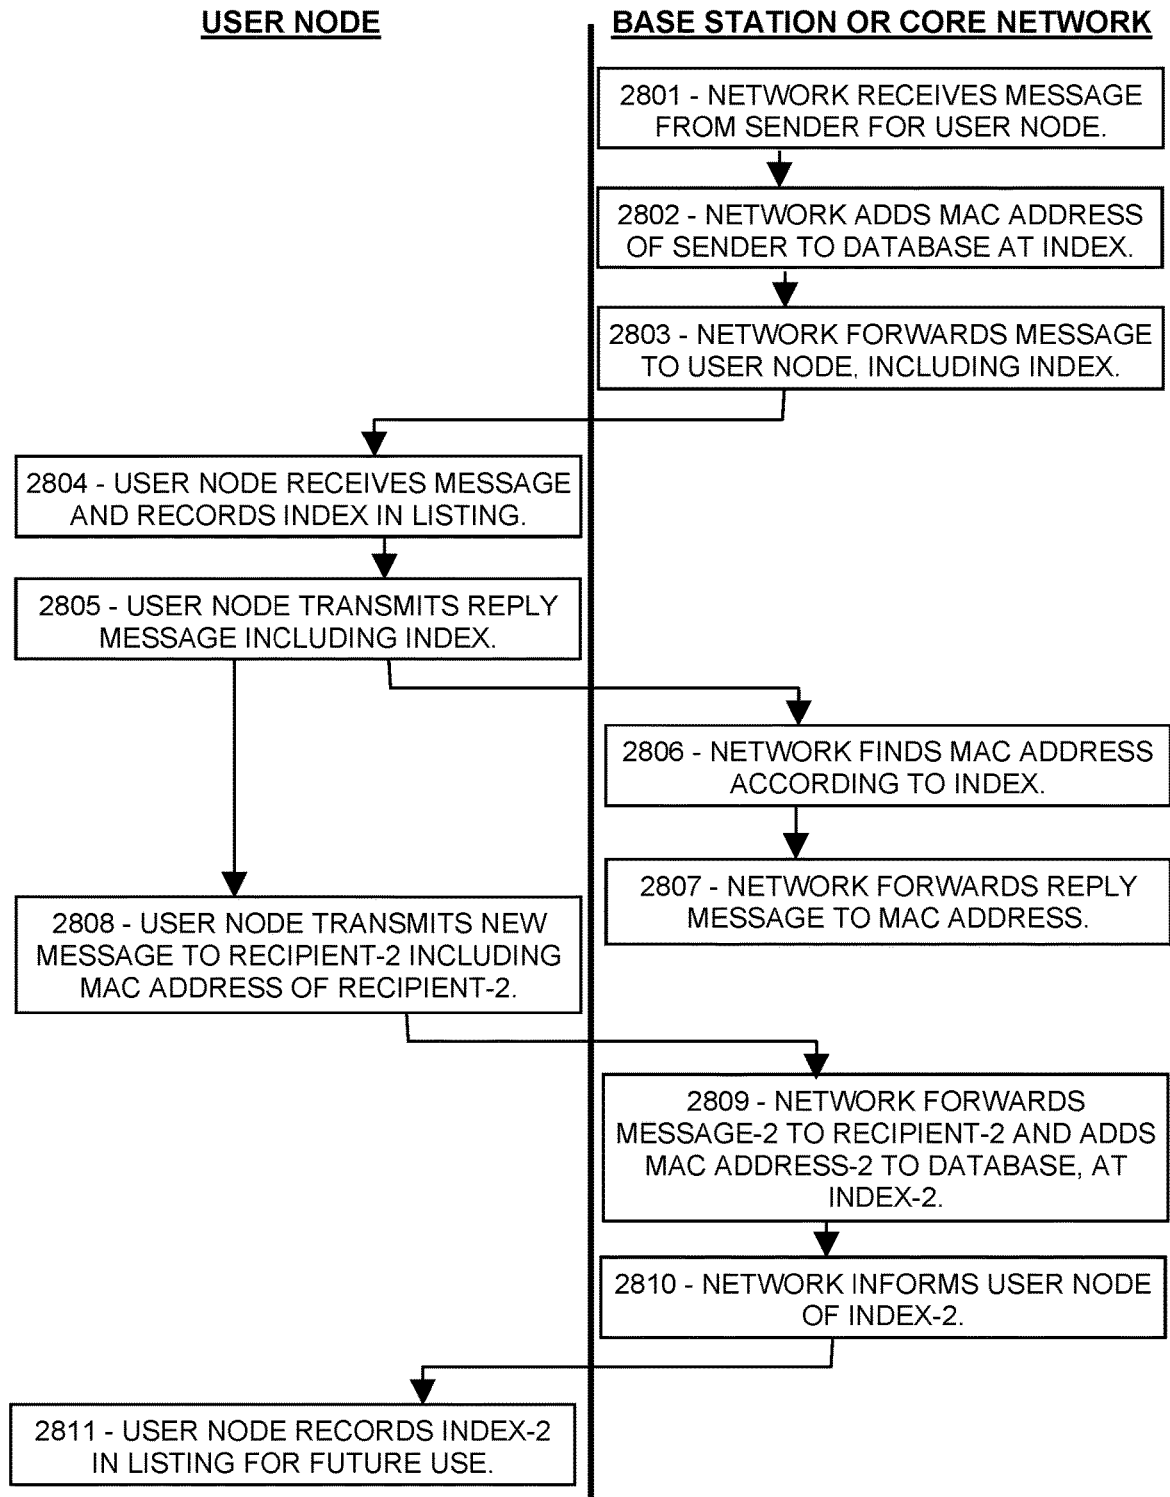 USER NODE
BASE STATION OR CORE NETWORK
2801 - NETWORK RECEIVES MESSAGE
FROM SENDER FOR USER NODE.
2802 - NETWORK ADDS MAC ADDRESS
OF SENDER TO DATABASE AT INDEX.
2803 - NETWORK FORWARDS MESSAGE
TO USER NODE, INCLUDING INDEX.
2804 - USER NODE RECEIVES MESSAGE
AND RECORDS INDEX IN LISTING.
2805 - USER NODE TRANSMITS REPLY
MESSAGE INCLUDING INDEX.
2806 - NETWORK FINDS MAC ADDRESS
ACCORDING TO INDEX.
2807 - NETWORK FORWARDS REPLY
MESSAGE TO MAC ADDRESS.
2808 - USER NODE TRANSMITS NEW
MESSAGE TO RECIPIENT-2 INCLUDING
MAC ADDRESS OF RECIPIENT-2.
2809 - NETWORK FORWARDS
MESSAGE-2 TO RECIPIENT-2 AND ADDS
MAC ADDRESS-2 TO DATABASE, AT
INDEX-2.
2810 - NETWORK INFORMS USER NODE
OF INDEX-2.
2811 - USER NODE RECORDS INDEX-2
IN LISTING FOR FUTURE USE.